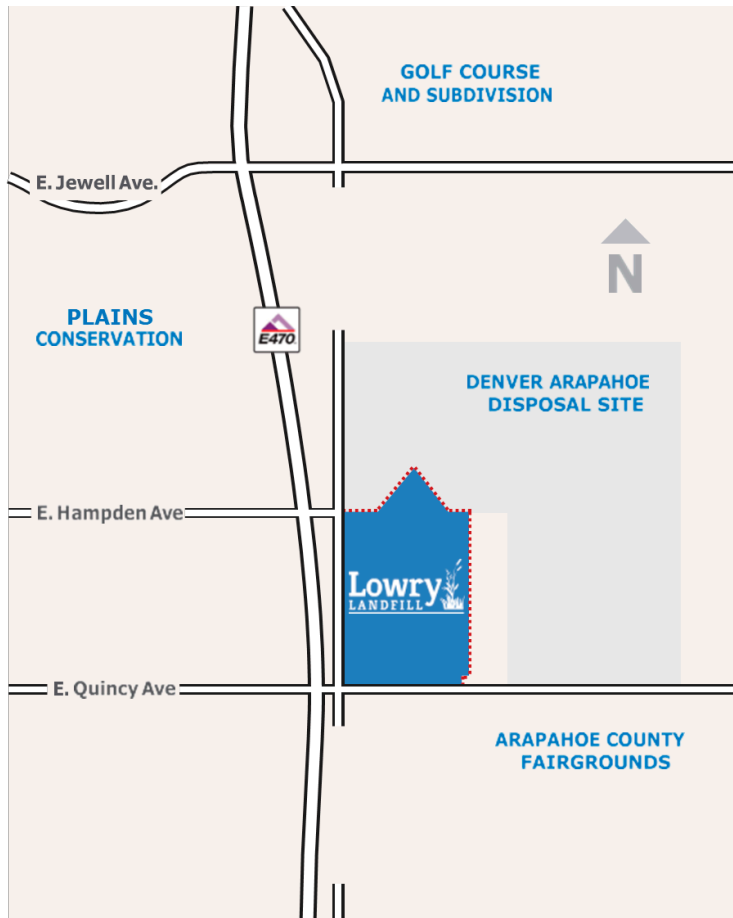 GOLF COURSE
AND SUBDIVISION
E. Jewell Ave.
N
PLAINS
CONSERVATION
E470
DENVER ARAPAHOE
DISPOSAL SITE
E. Hampden Ave
Lowry
LANDFILL
E. Quincy Ave
ARAPAHOE COUNTY
FAIRGROUNDS